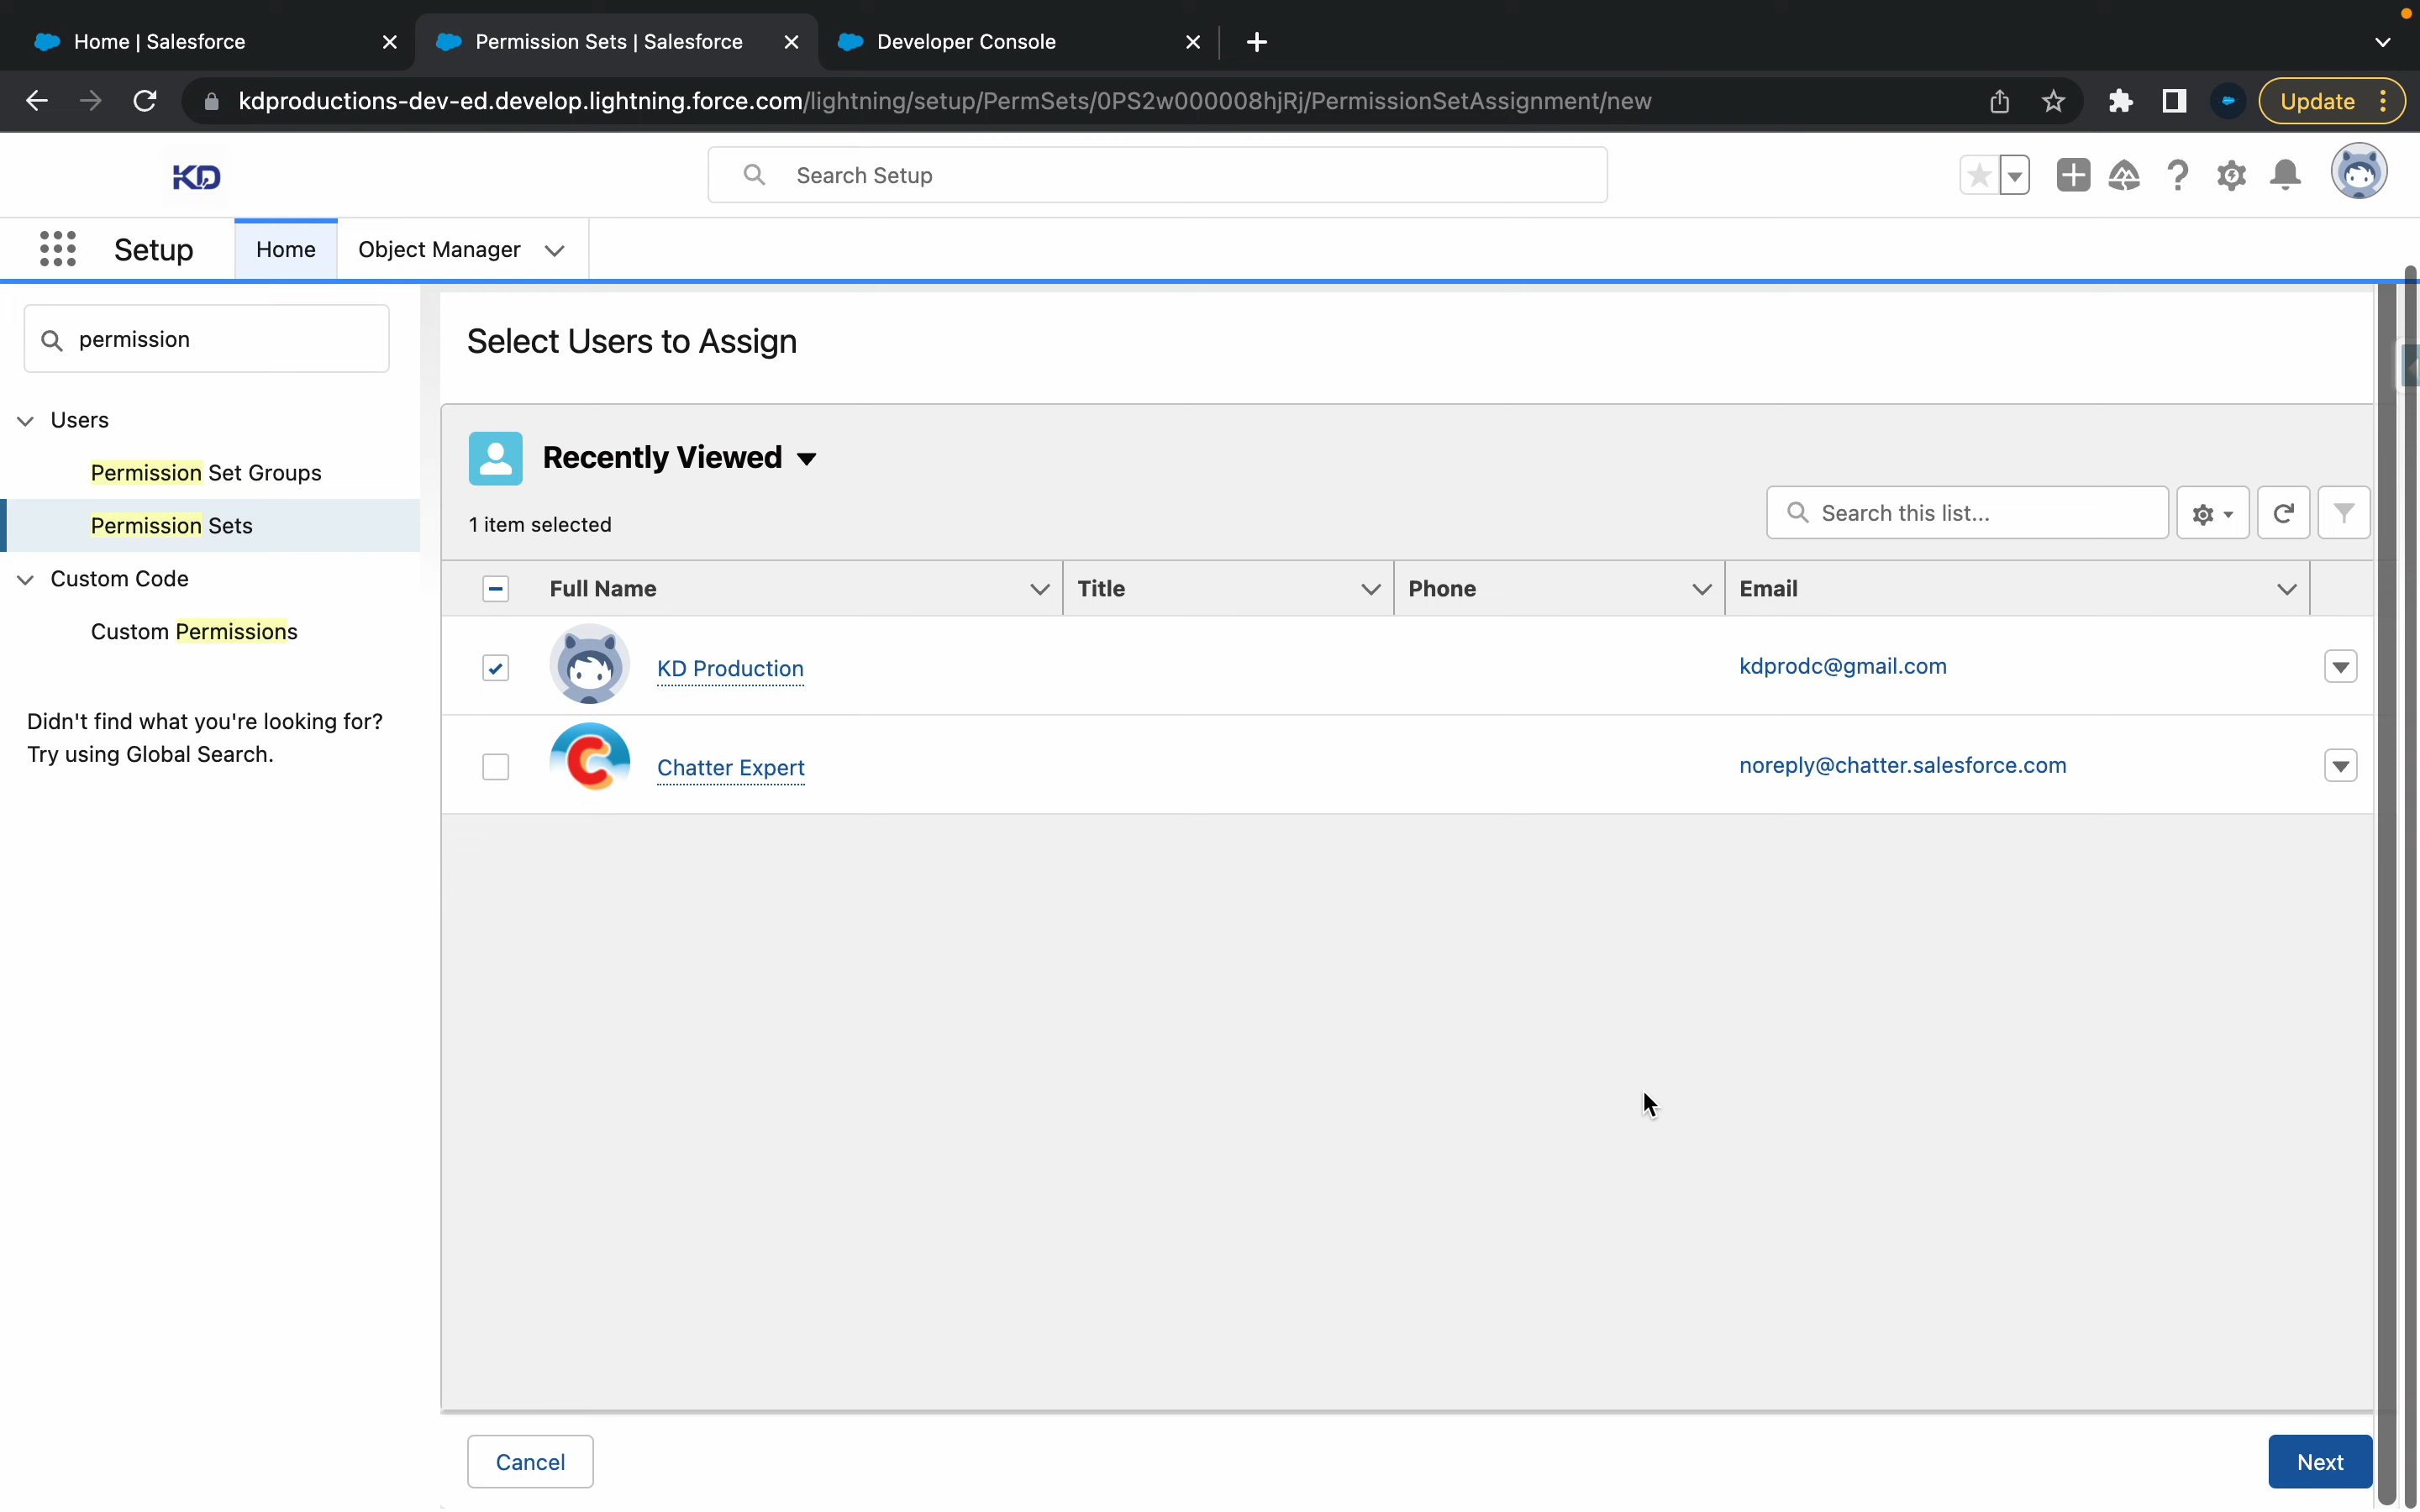 Home | Salesforce
Permission Sets | Salesforce
Developer Console
kdproductions-dev-ed.develop.lightning.force.com/lightning/setup/PermSets/0PS2w000008hjRj/PermissionSetAssignment/new
Update
KD
Search Setup
Setup
Home
Object Manager
permission
Users
Permission Set Groups
Permission Sets
Custom Code
Custom Permissions
Didn't find what you're looking for?
Try using Global Search.
Select Users to Assign
Recently Viewed
1 item selected
Search this list...
Full Name
Title
Phone
Email
KD Production
kdprodc@gmail.com
Chatter Expert
noreply@chatter.salesforce.com
Cancel
Next